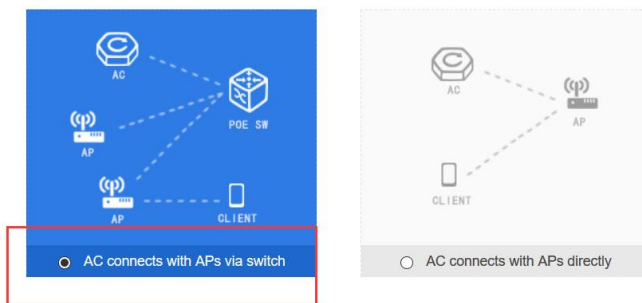 AC
POE SW
AP
AP
CLIENT
AC connects with APs via switch
AC
AP
CLIENT
AC connects with APs directly